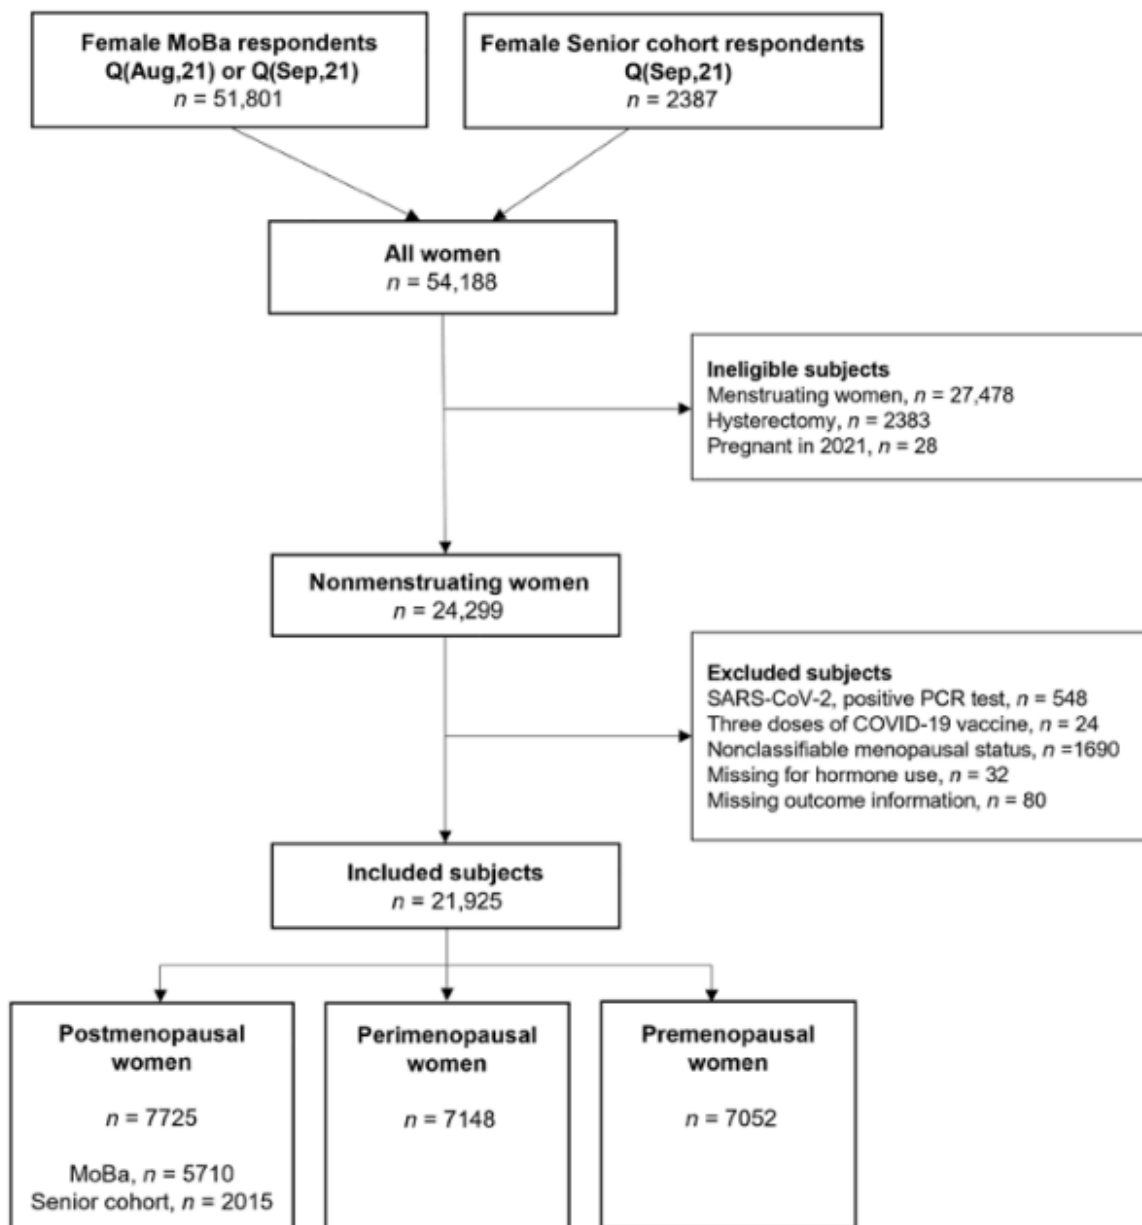 Female MoBa respondents
Q(Aug,21) or Q(Sep,21)
n = 51,801
Female Senior cohort respondents
Q(Sep,21)
n = 2387
All women
n = 54,188
Ineligible subjects
Menstruating women, n = 27,478
Hysterectomy, n = 2383
Pregnant in 2021, n = 28
Nonmenstruating women
n = 24,299
Excluded subjects
SARS-CoV-2, positive PCR test, n = 548
Three doses of COVID-19 vaccine, n = 24
Nonclassifiable menopausal status, n =1690
Missing for hormone use, n = 32
Missing outcome information, n = 80
Included subjects
n = 21,925
Postmenopausal
women
n = 7725
MoBa, n = 5710
Senior cohort, n = 2015
Perimenopausal
women
n = 7148
Premenopausal
women
n = 7052